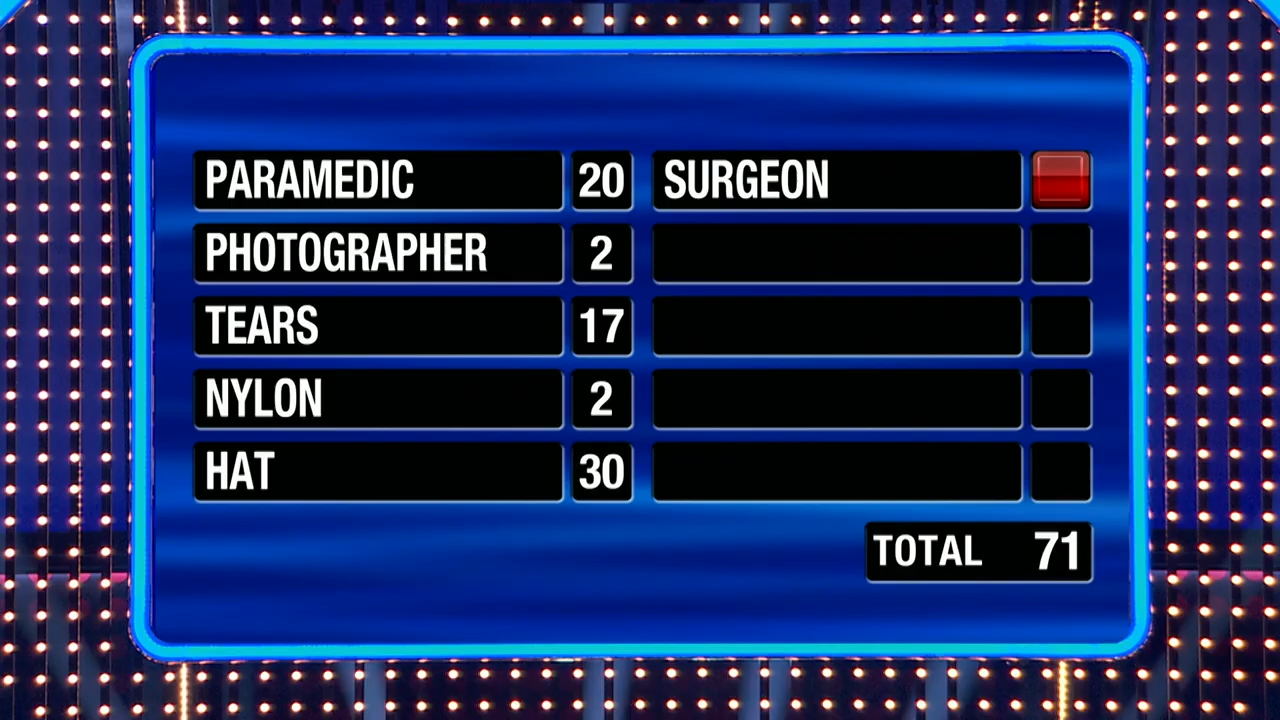 PARAMEDIC 20 SURGEON
PHOTOGRAPHER 2
TEARS 17
NYLON 2
HAT 30
TOTAL 71